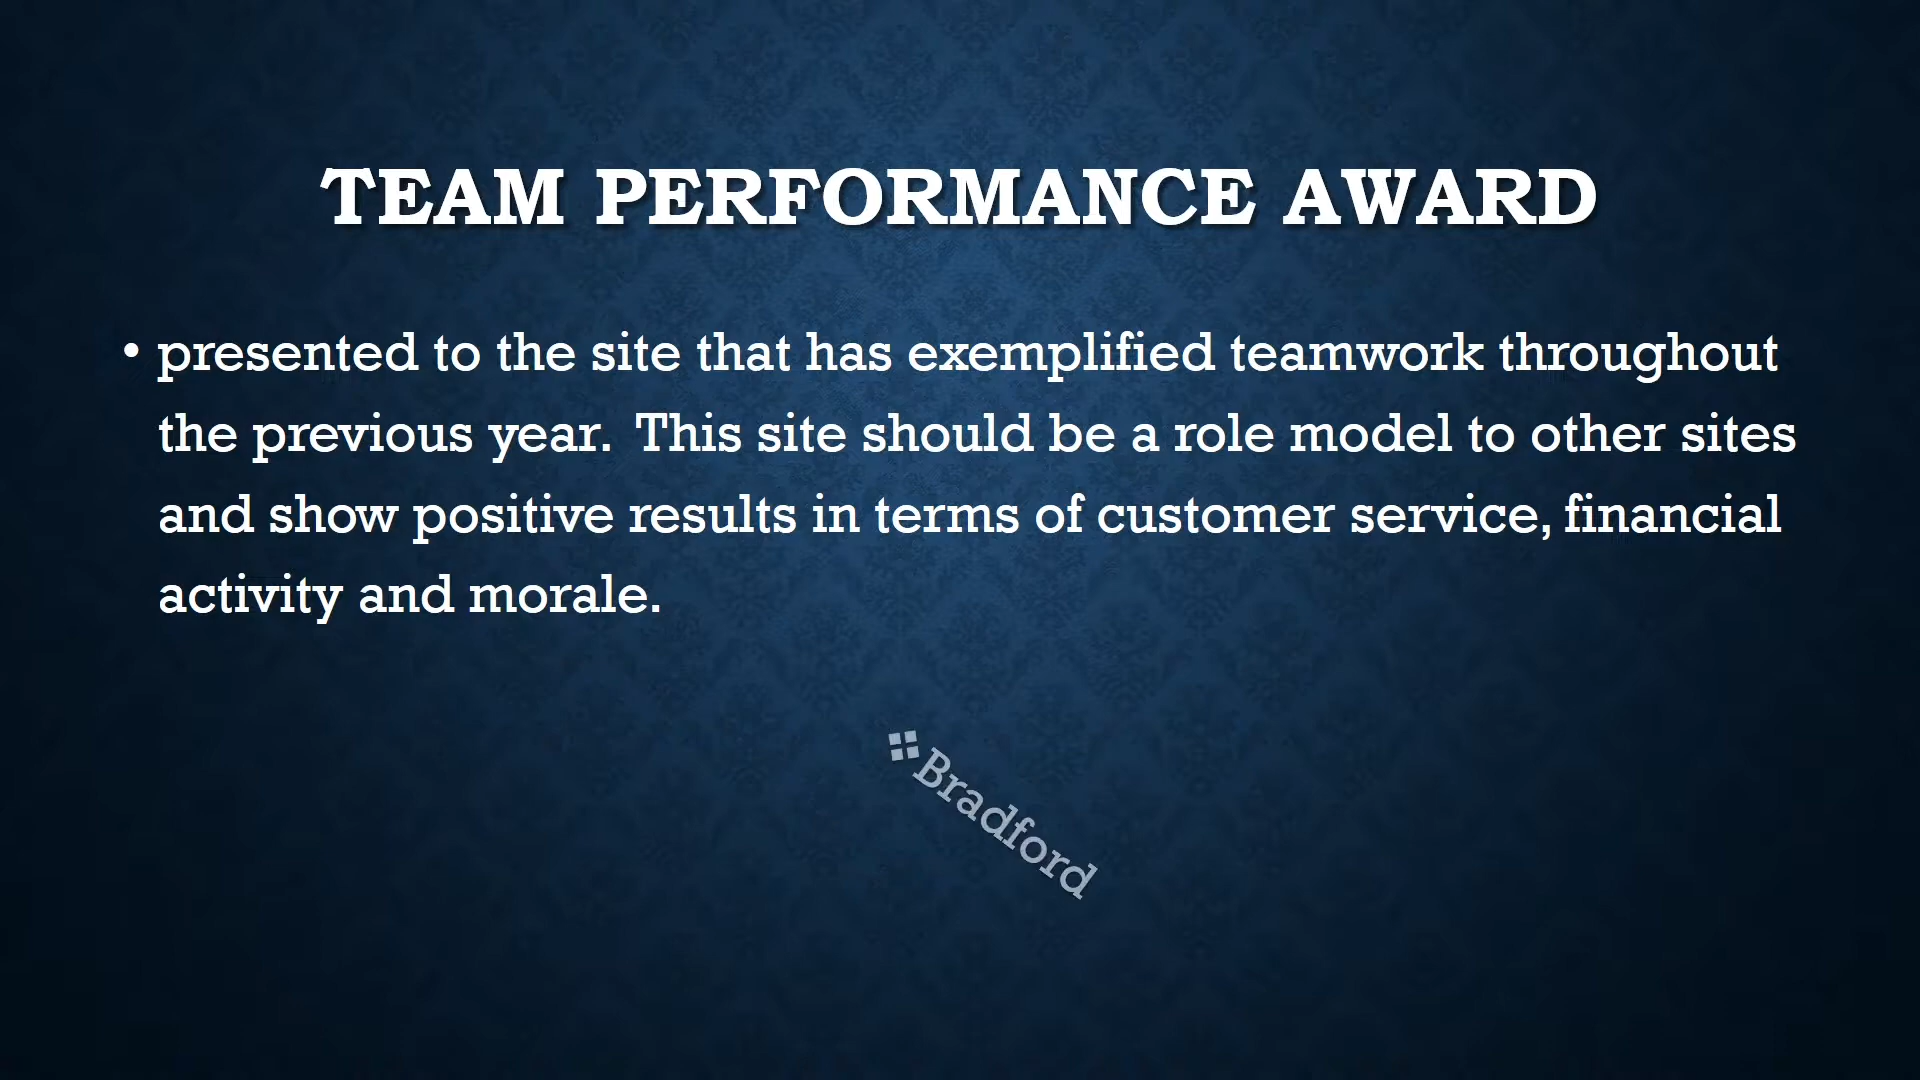 TEAM PERFORMANCE AWARD
• presented to the site that has exemplified teamwork throughout
the previous year.  This site should be a role model to other sites
and show positive results in terms of customer service, financial
activity and morale.
❖Bradford